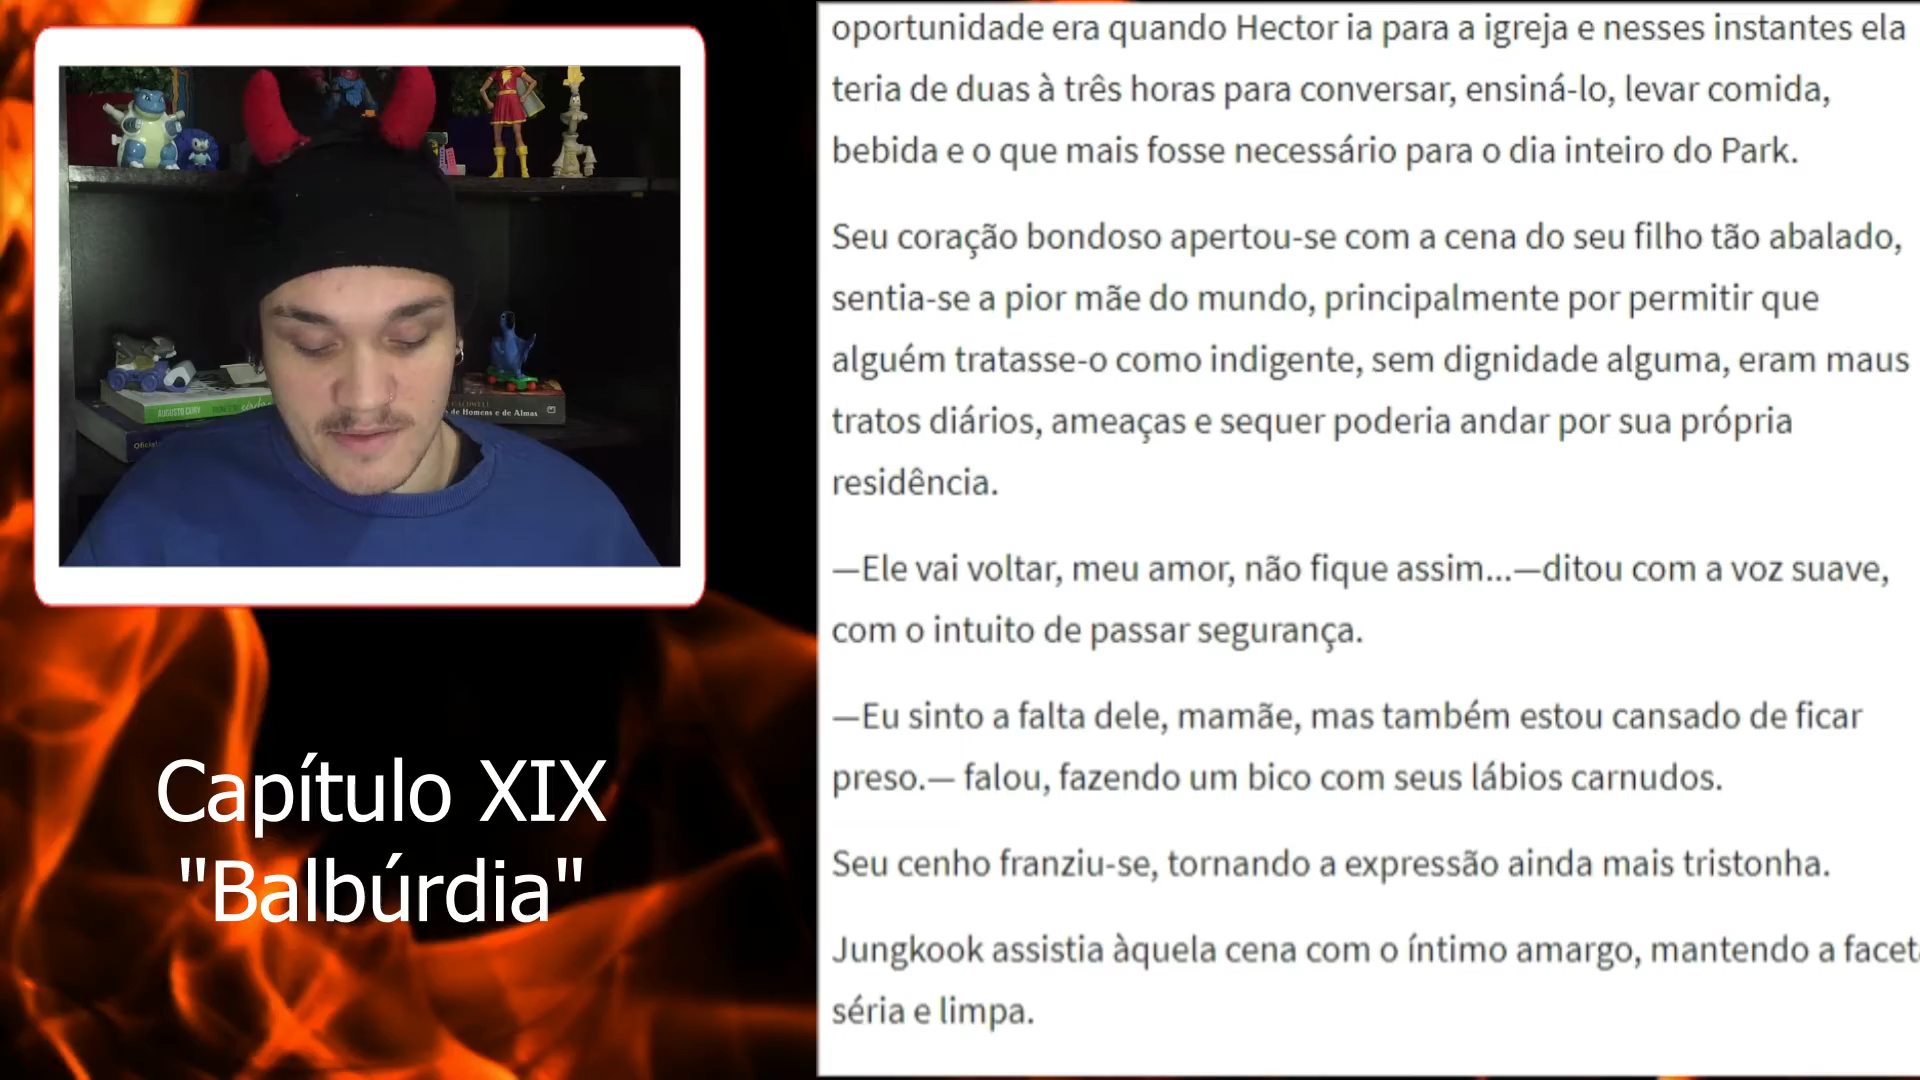 oportunidade era quando Hector ia para a igreja e nesses instantes ela
teria de duas à três horas para conversar, ensiná-lo, levar comida,
bebida e o que mais fosse necessário para o dia inteiro do Park.
Seu coração bondoso apertou-se com a cena do seu filho tão abalado,
sentia-se a pior mãe do mundo, principalmente por permitir que
alguém tratasse-o como indigente, sem dignidade alguma, eram maus
tratos diários, ameaças e sequer poderia andar por sua própria
residência.
—Ele vai voltar, meu amor, não fique assim...—ditou com a voz suave,
com o intuito de passar segurança.
—Eu sinto a falta dele, mamãe, mas também estou cansado de ficar
preso.— falou, fazendo um bico com seus lábios carnudos.
Seu cenho franziu-se, tornando a expressão ainda mais tristonha.
Jungkook assistia àquela cena com o íntimo amargo, mantendo a
séria e limpa.
Capítulo XIX
"Balbúrdia"
AUGUSTO CURY
de Homens e de Almas